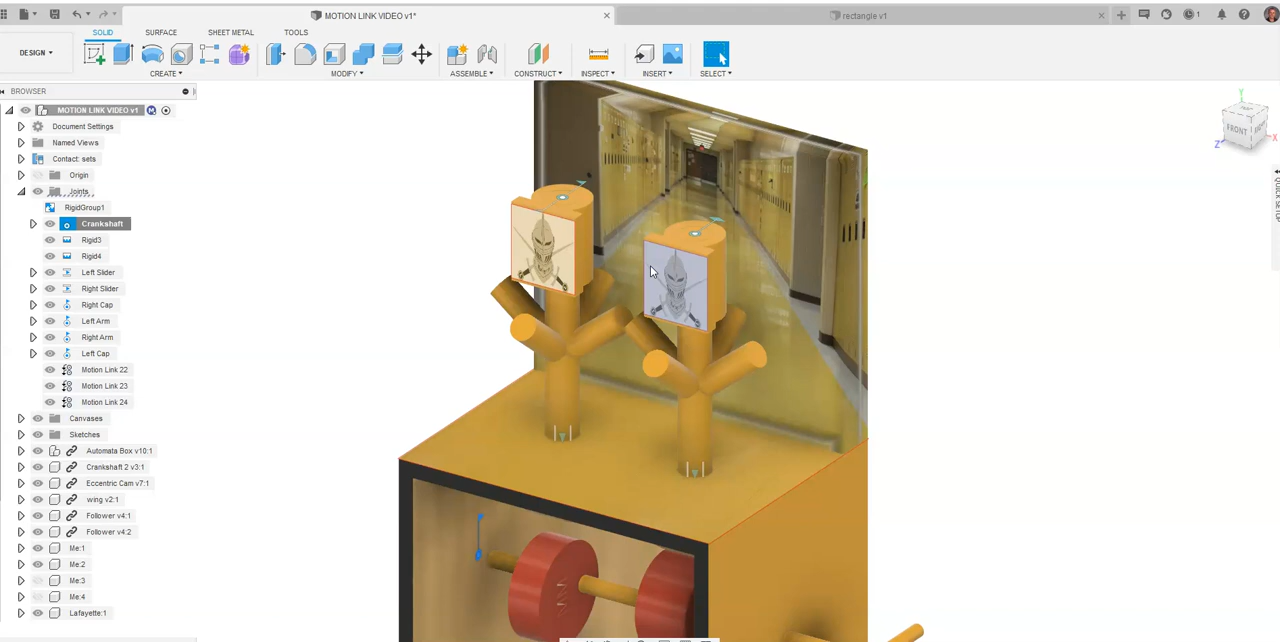 MOTION LINK VIDEO v1*
rectangle v1
1
DESIGN
SOLID SURFACE SHEET METAL TOOLS
CREATE MODIFY ASSEMBLE CONSTRUCT INSPECT INSERT SELECT
BROWSER
MOTION LINK VIDEO v1
Document Settings
Named Views
Contact: sets
Origin
Joints
RigidGroup1
Crankshaft
Rigid3
Rigid4
Left Slider
Right Slider
Right Cap
Left Arm
Right Arm
Left Cap
Motion Link 22
Motion Link 23
Motion Link 24
Canvases
Sketches
Automata Box v10:1
Crankshaft 2 v3:1
Eccentric Cam v7:1
wing v2:1
Follower v4:1
Follower v4:2
Me:1
Me:2
Me:3
Me:4
Lafayette:1
Y
FRONT
RIGHT
Z
X
QUICK SETUP